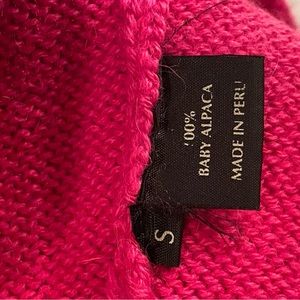 100%
BABY ALPACA
MADE IN PERU
S